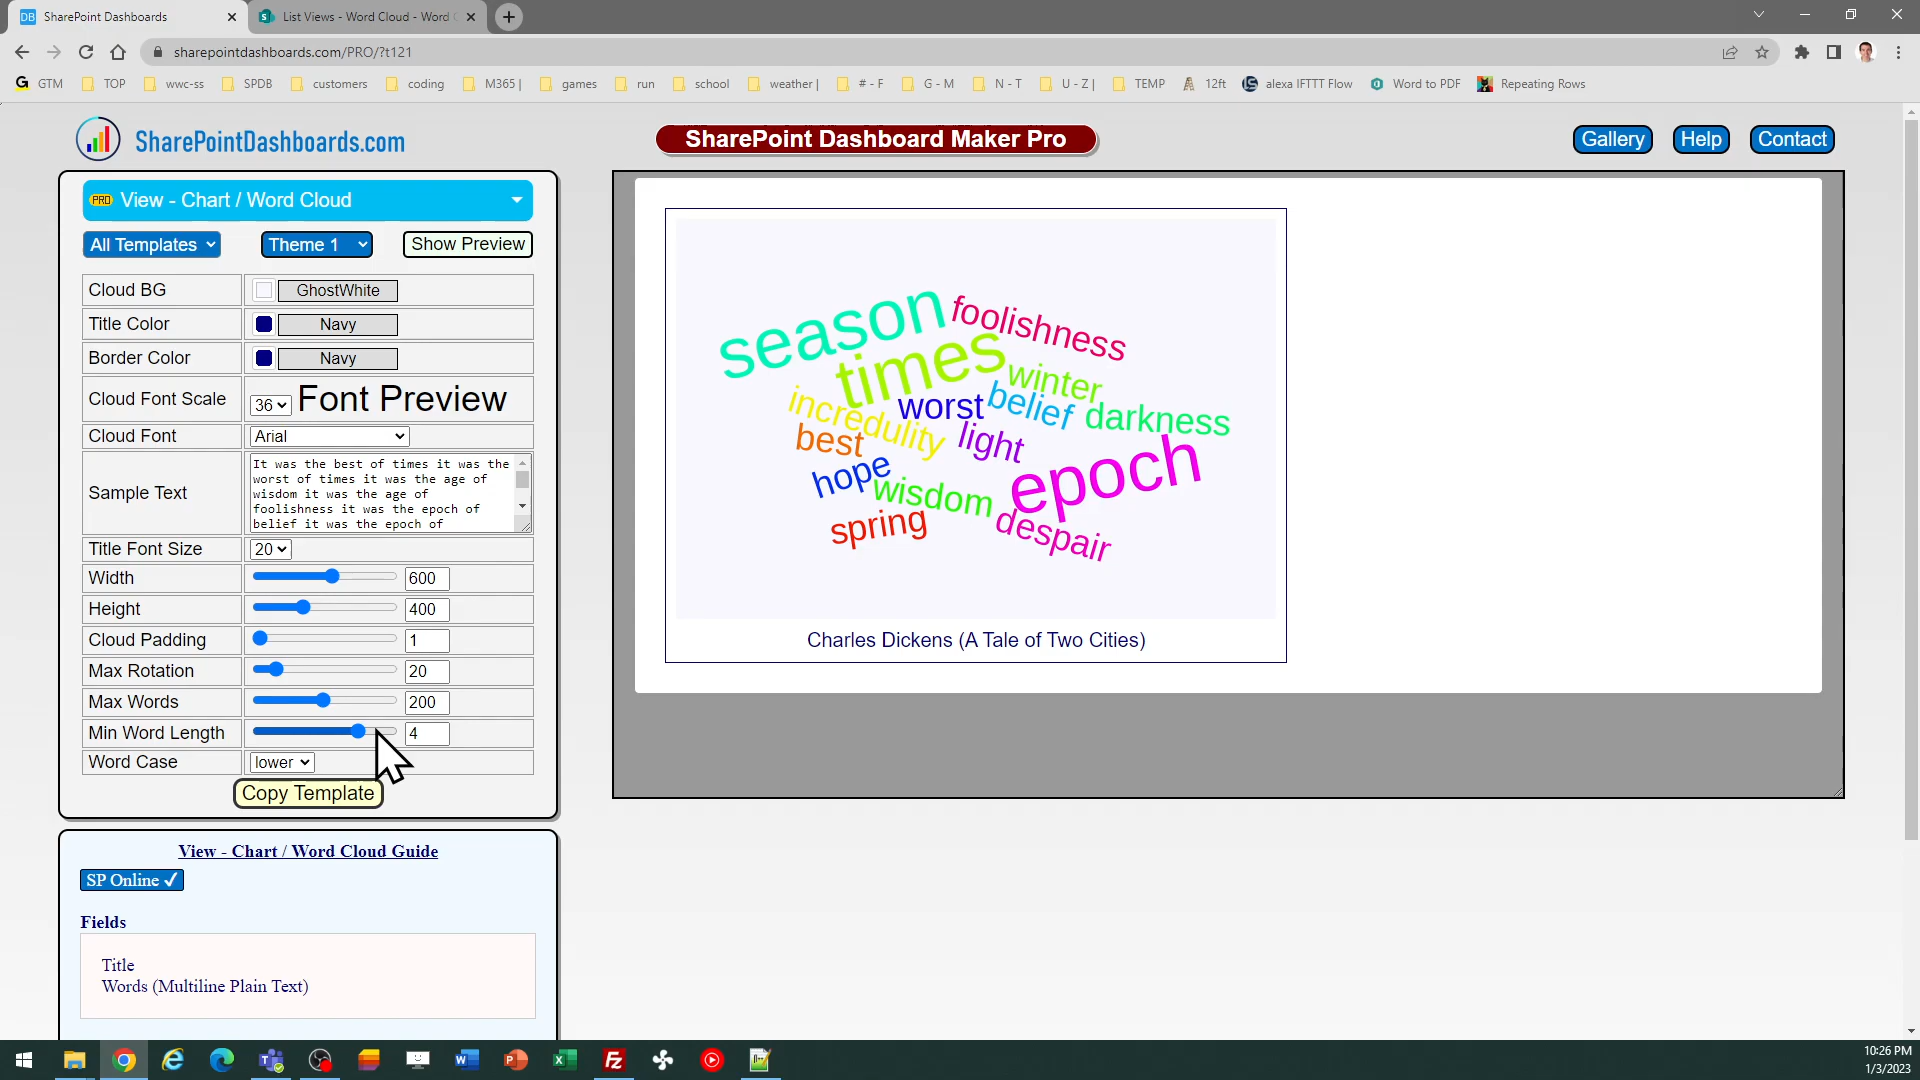 SharePoint Dashboards
List Views - Word Cloud - Word C
sharepointdashboards.com/PRO/?t121
GTM TOP wwc-ss SPDB customers coding M365 | games run school weather | # - F G - M N - T U - Z | TEMP 12ft alexa IFTTT Flow Word to PDF Repeating Rows
SharePointDashboards.com
SharePoint Dashboard Maker Pro
Gallery Help Contact
PRO View - Chart / Word Cloud
All Templates Theme 1 Show Preview
Cloud BG GhostWhite
Title Color Navy
Border Color Navy
Cloud Font Scale 36 Font Preview
Cloud Font Arial
Sample Text
It was the best of times it was the
worst of times it was the age of
wisdom it was the age of
foolishness it was the epoch of
belief it was the epoch of
Title Font Size 20
Width 600
Height 400
Cloud Padding 1
Max Rotation 20
Max Words 200
Min Word Length 4
Word Case lower
Copy Template
View - Chart / Word Cloud Guide
SP Online ✓
Fields
Title
Words (Multiline Plain Text)
season
foolishness
times
winter
incredulity
worst
belief
darkness
best
light
hope
wisdom
epoch
spring
despair
Charles Dickens (A Tale of Two Cities)
10:26 PM
1/3/2023